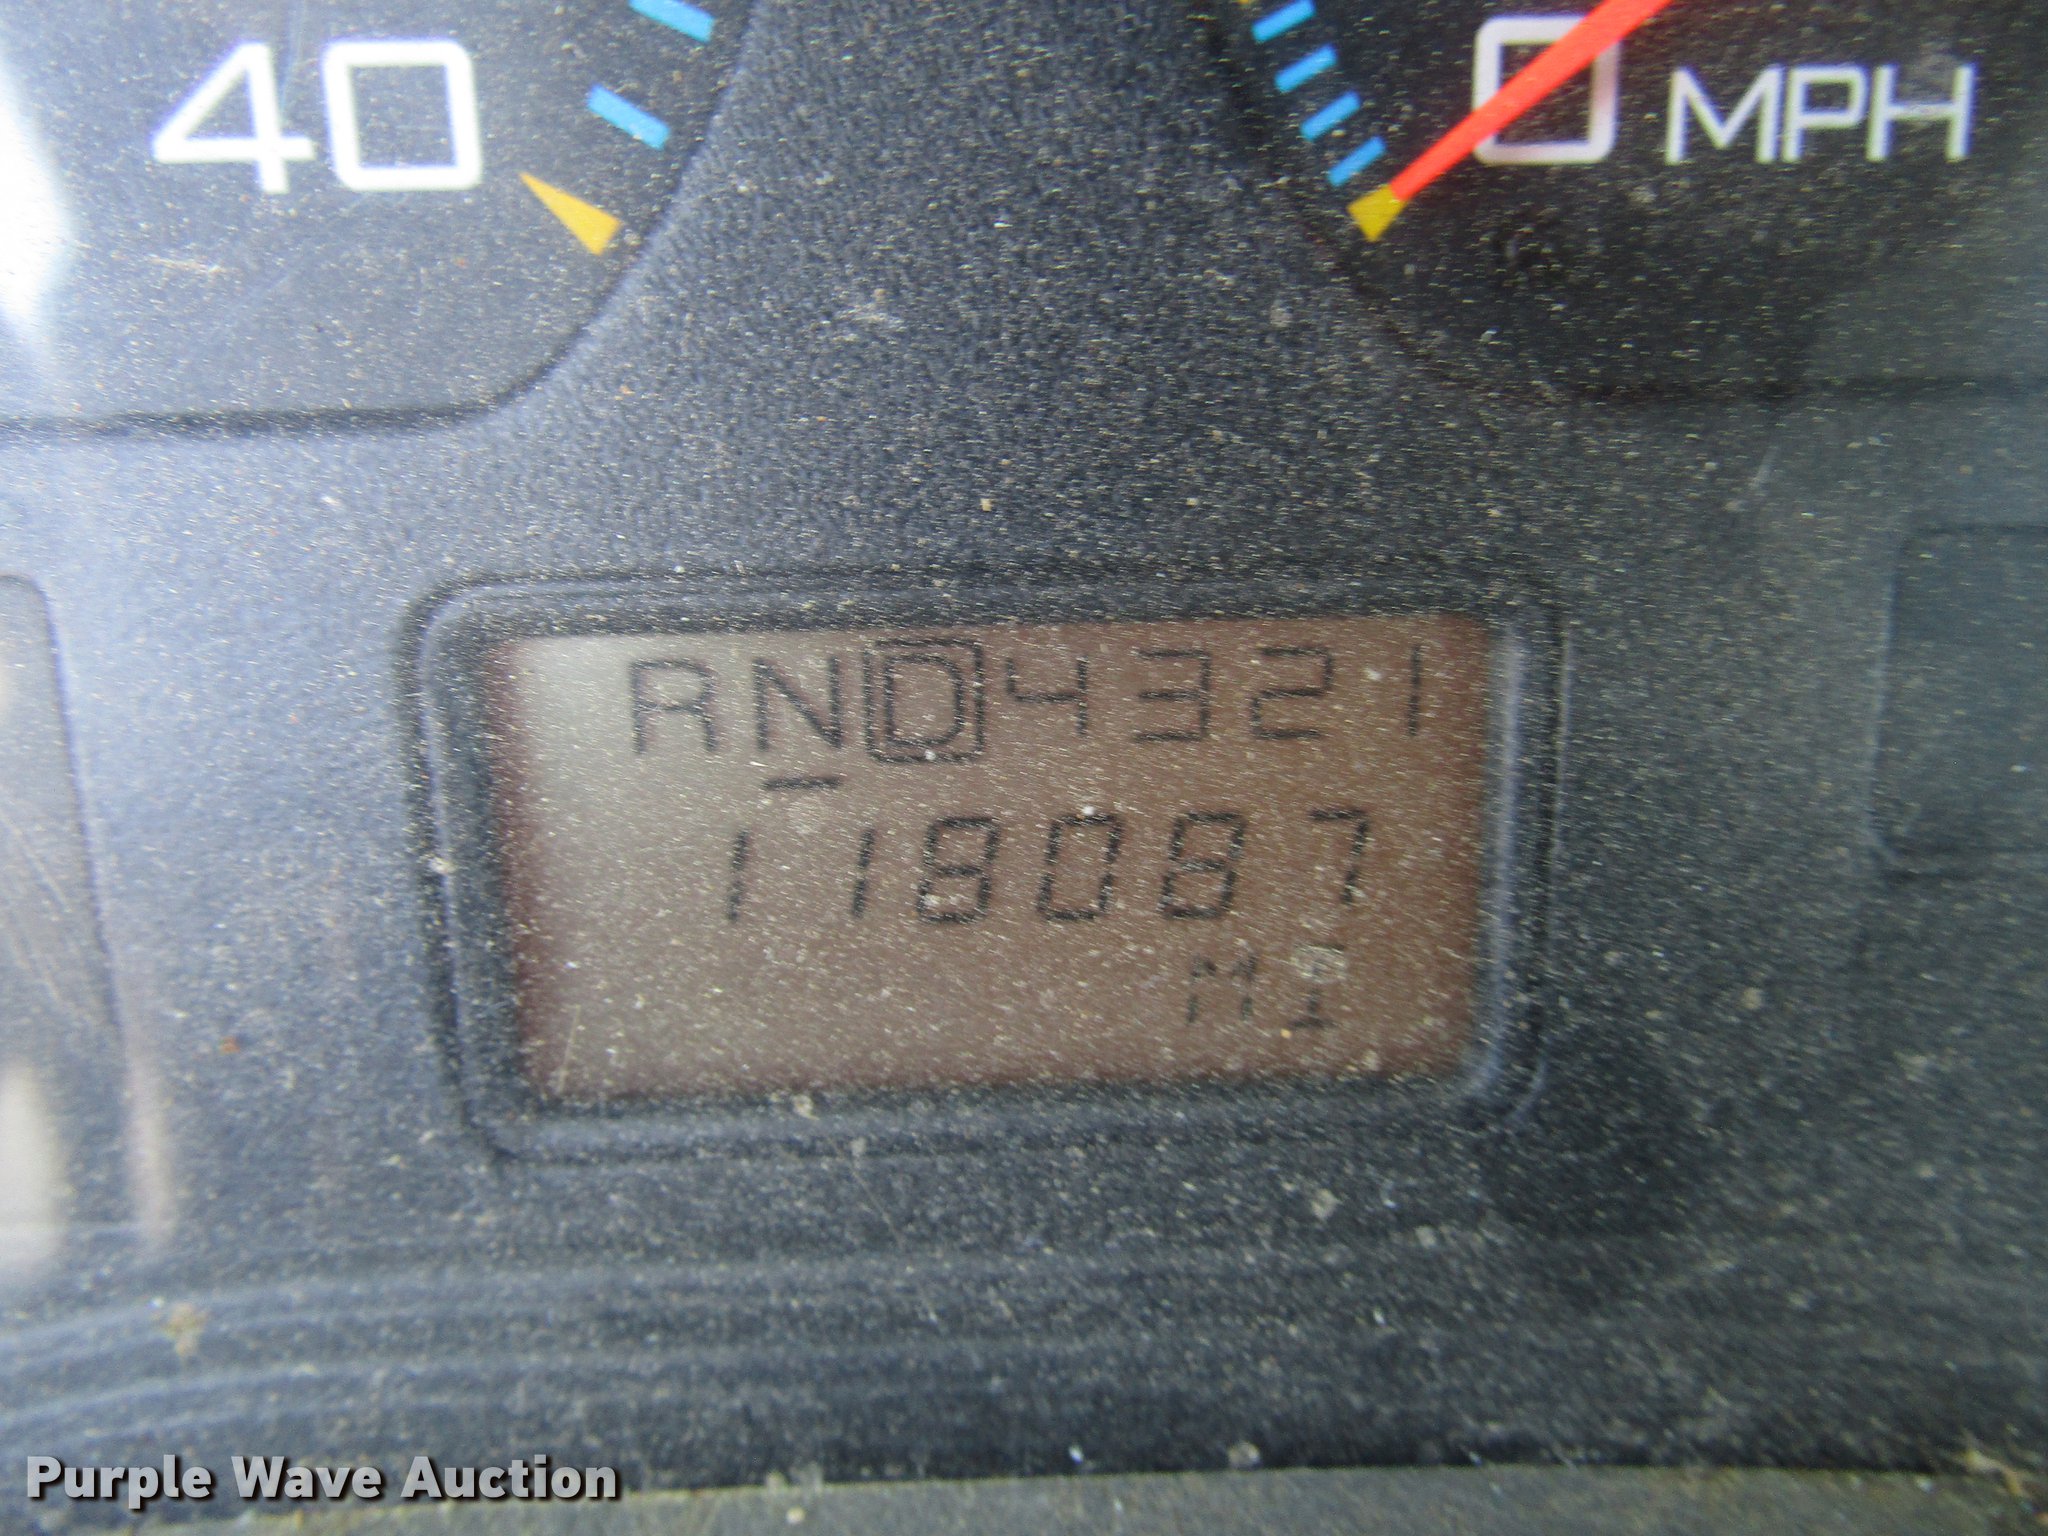 40
0 MPH
RND4321
118087
MI
Purple Wave Auction